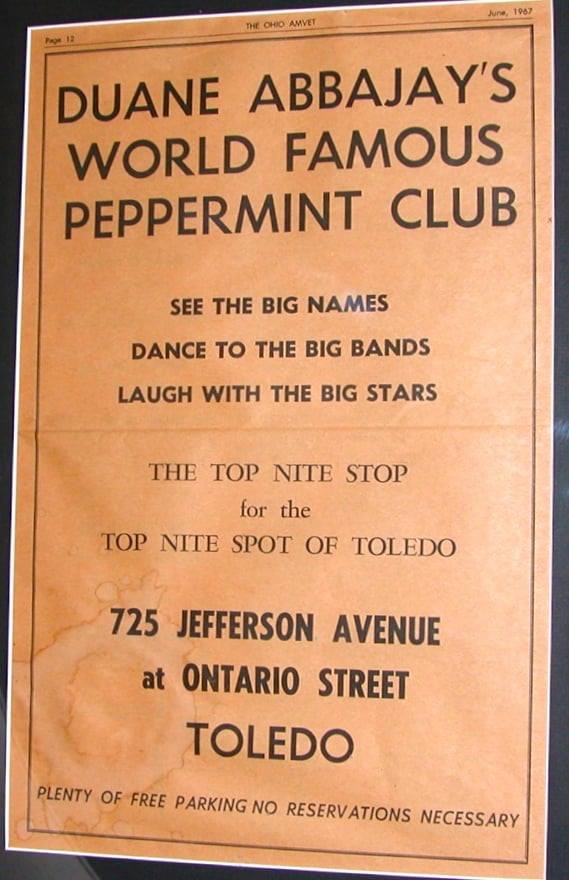 Page 12 THE OHIO AMVET June, 1967
DUANE ABBAJAY'S
WORLD FAMOUS
PEPPERMINT CLUB
SEE THE BIG NAMES
DANCE TO THE BIG BANDS
LAUGH WITH THE BIG STARS
THE TOP NITE STOP
for the
TOP NITE SPOT OF TOLEDO
725 JEFFERSON AVENUE
at ONTARIO STREET
TOLEDO
PLENTY OF FREE PARKING NO RESERVATIONS NECESSARY